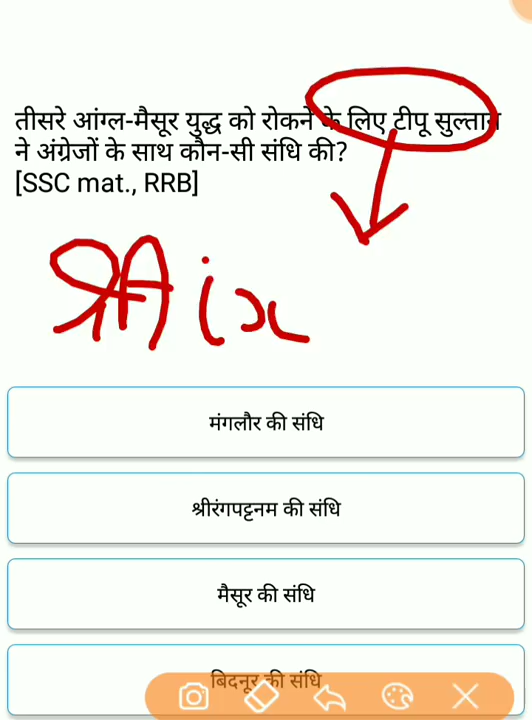 तीसरे आंग्ल-मैसूर युद्ध को रोकने के लिए टीपू सुल्तान
ने अंग्रेजों के साथ कौन-सी संधि की?
[SSC mat., RRB]
मंगलौर की संधि
श्रीरंगपट्टनम की संधि
मैसूर की संधि
बिदनूर की संधि